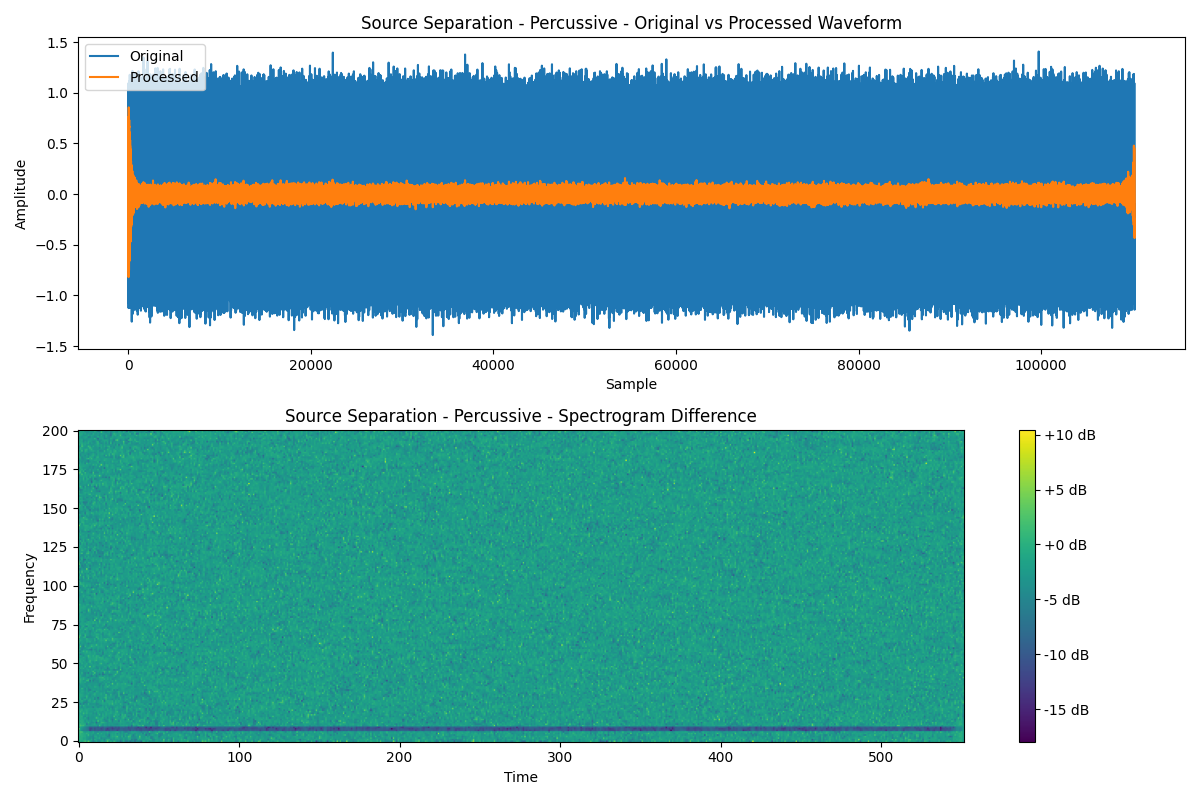 Source Separation - Percussive - Original vs Processed Waveform
1.5
1.0
0.5
0.0
−0.5
−1.0
−1.5
Amplitude
Original
Processed
0 20000 40000 60000 80000 100000
Sample
Source Separation - Percussive - Spectrogram Difference
200
175
150
125
100
75
50
25
0
Frequency
0 100 200 300 400 500
Time
+10 dB
+5 dB
+0 dB
-5 dB
-10 dB
-15 dB